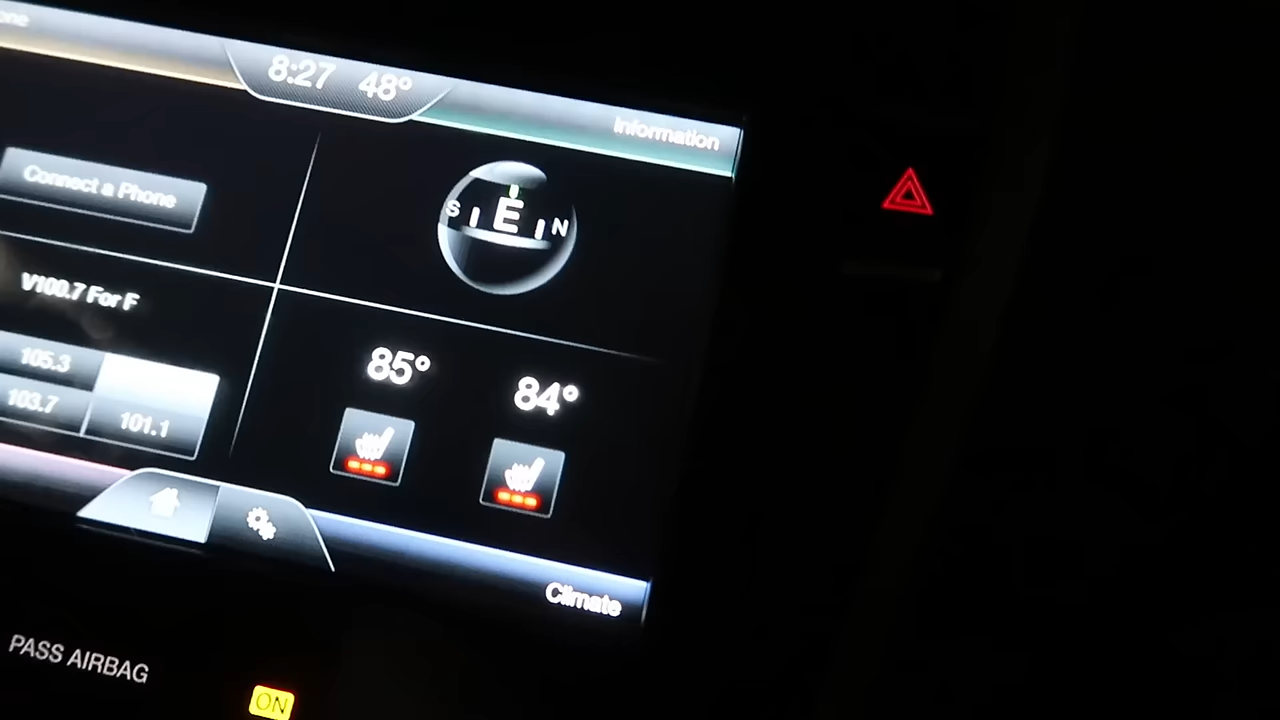 one
8:27 48°
Information
Connect a Phone
S E N
V100.7 For F
105.3
103.7 101.1
85° 84°
Climate
PASS AIRBAG
ON